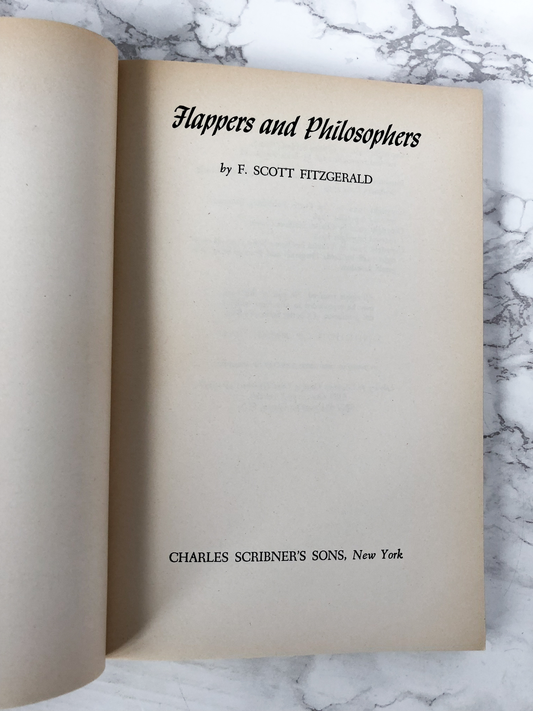 Flappers and Philosophers
by F. SCOTT FITZGERALD
CHARLES SCRIBNER'S SONS, New York